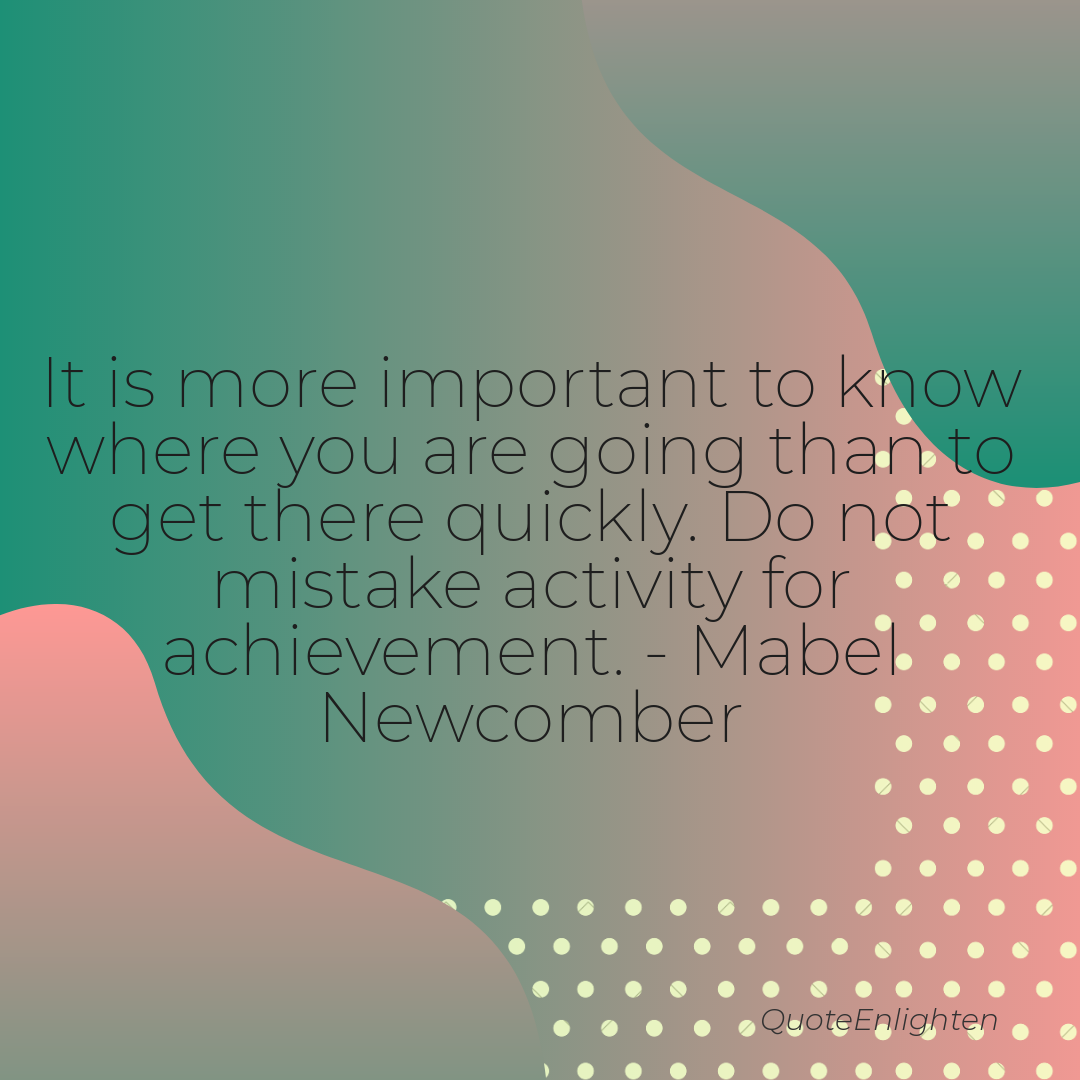 It is more important to know
where you are going than to
get there quickly. Do not
mistake activity for
achievement. - Mabel
Newcomber
QuoteEnlighten